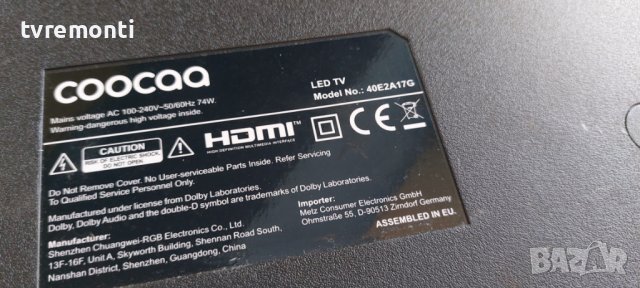 tvremonti
coocaa
LED TV
Model No.: 40E2A17G
Mains voltage AC 100-240V~50/60Hz 74W.
Warning-dangerous high voltage inside.
CAUTION
RISK OF ELECTRIC SHOCK
DO NOT OPEN
HDMI™
HIGH DEFINITION MULTIMEDIA INTERFACE
CE
Do Not Remove Cover. No User-serviceable Parts Inside. Refer Servicing
To Qualified Service Personnel Only.
Manufactured under license from Dolby Laboratories.
Dolby, Dolby Audio and the double-D symbol are trademarks of Dolby Laboratories.
Manufacturer:
Shenzhen Chuangwei-RGB Electronics Co., Ltd.
13F-16F, Unit A, Skyworth Building, Shennan Road South,
Nanshan District, Shenzhen, Guangdong, China
Importer:
Metz Consumer Electronics GmbH
Ohmstraße 55, D-90513 Zirndorf Germany
ASSEMBLED IN EU.
BAZAR
bg